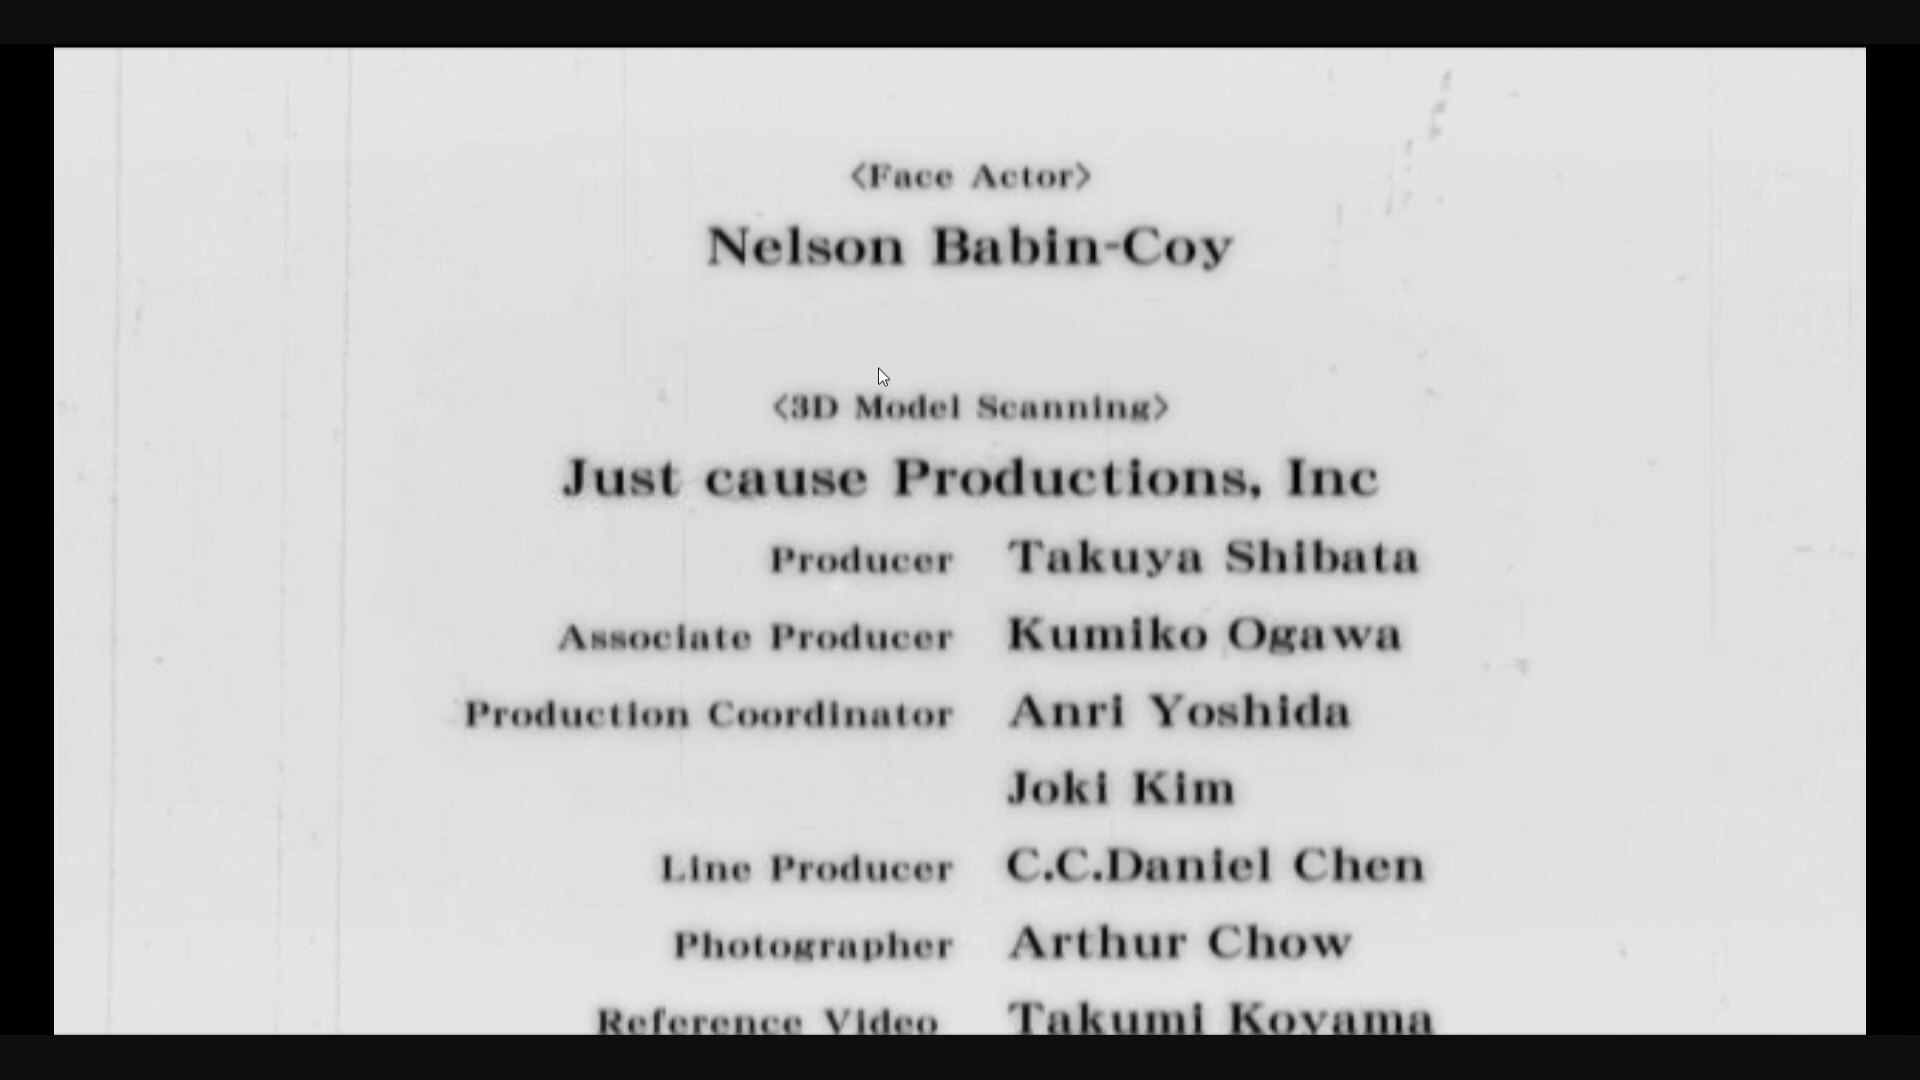 <Face Actor>
Nelson Babin-Coy
<3D Model Scanning>
Just cause Productions, Inc
Producer Takuya Shibata
Associate Producer Kumiko Ogawa
Production Coordinator Anri Yoshida
Joki Kim
Line Producer C.C.Daniel Chen
Photographer Arthur Chow
Reference Video Takumi Koyama